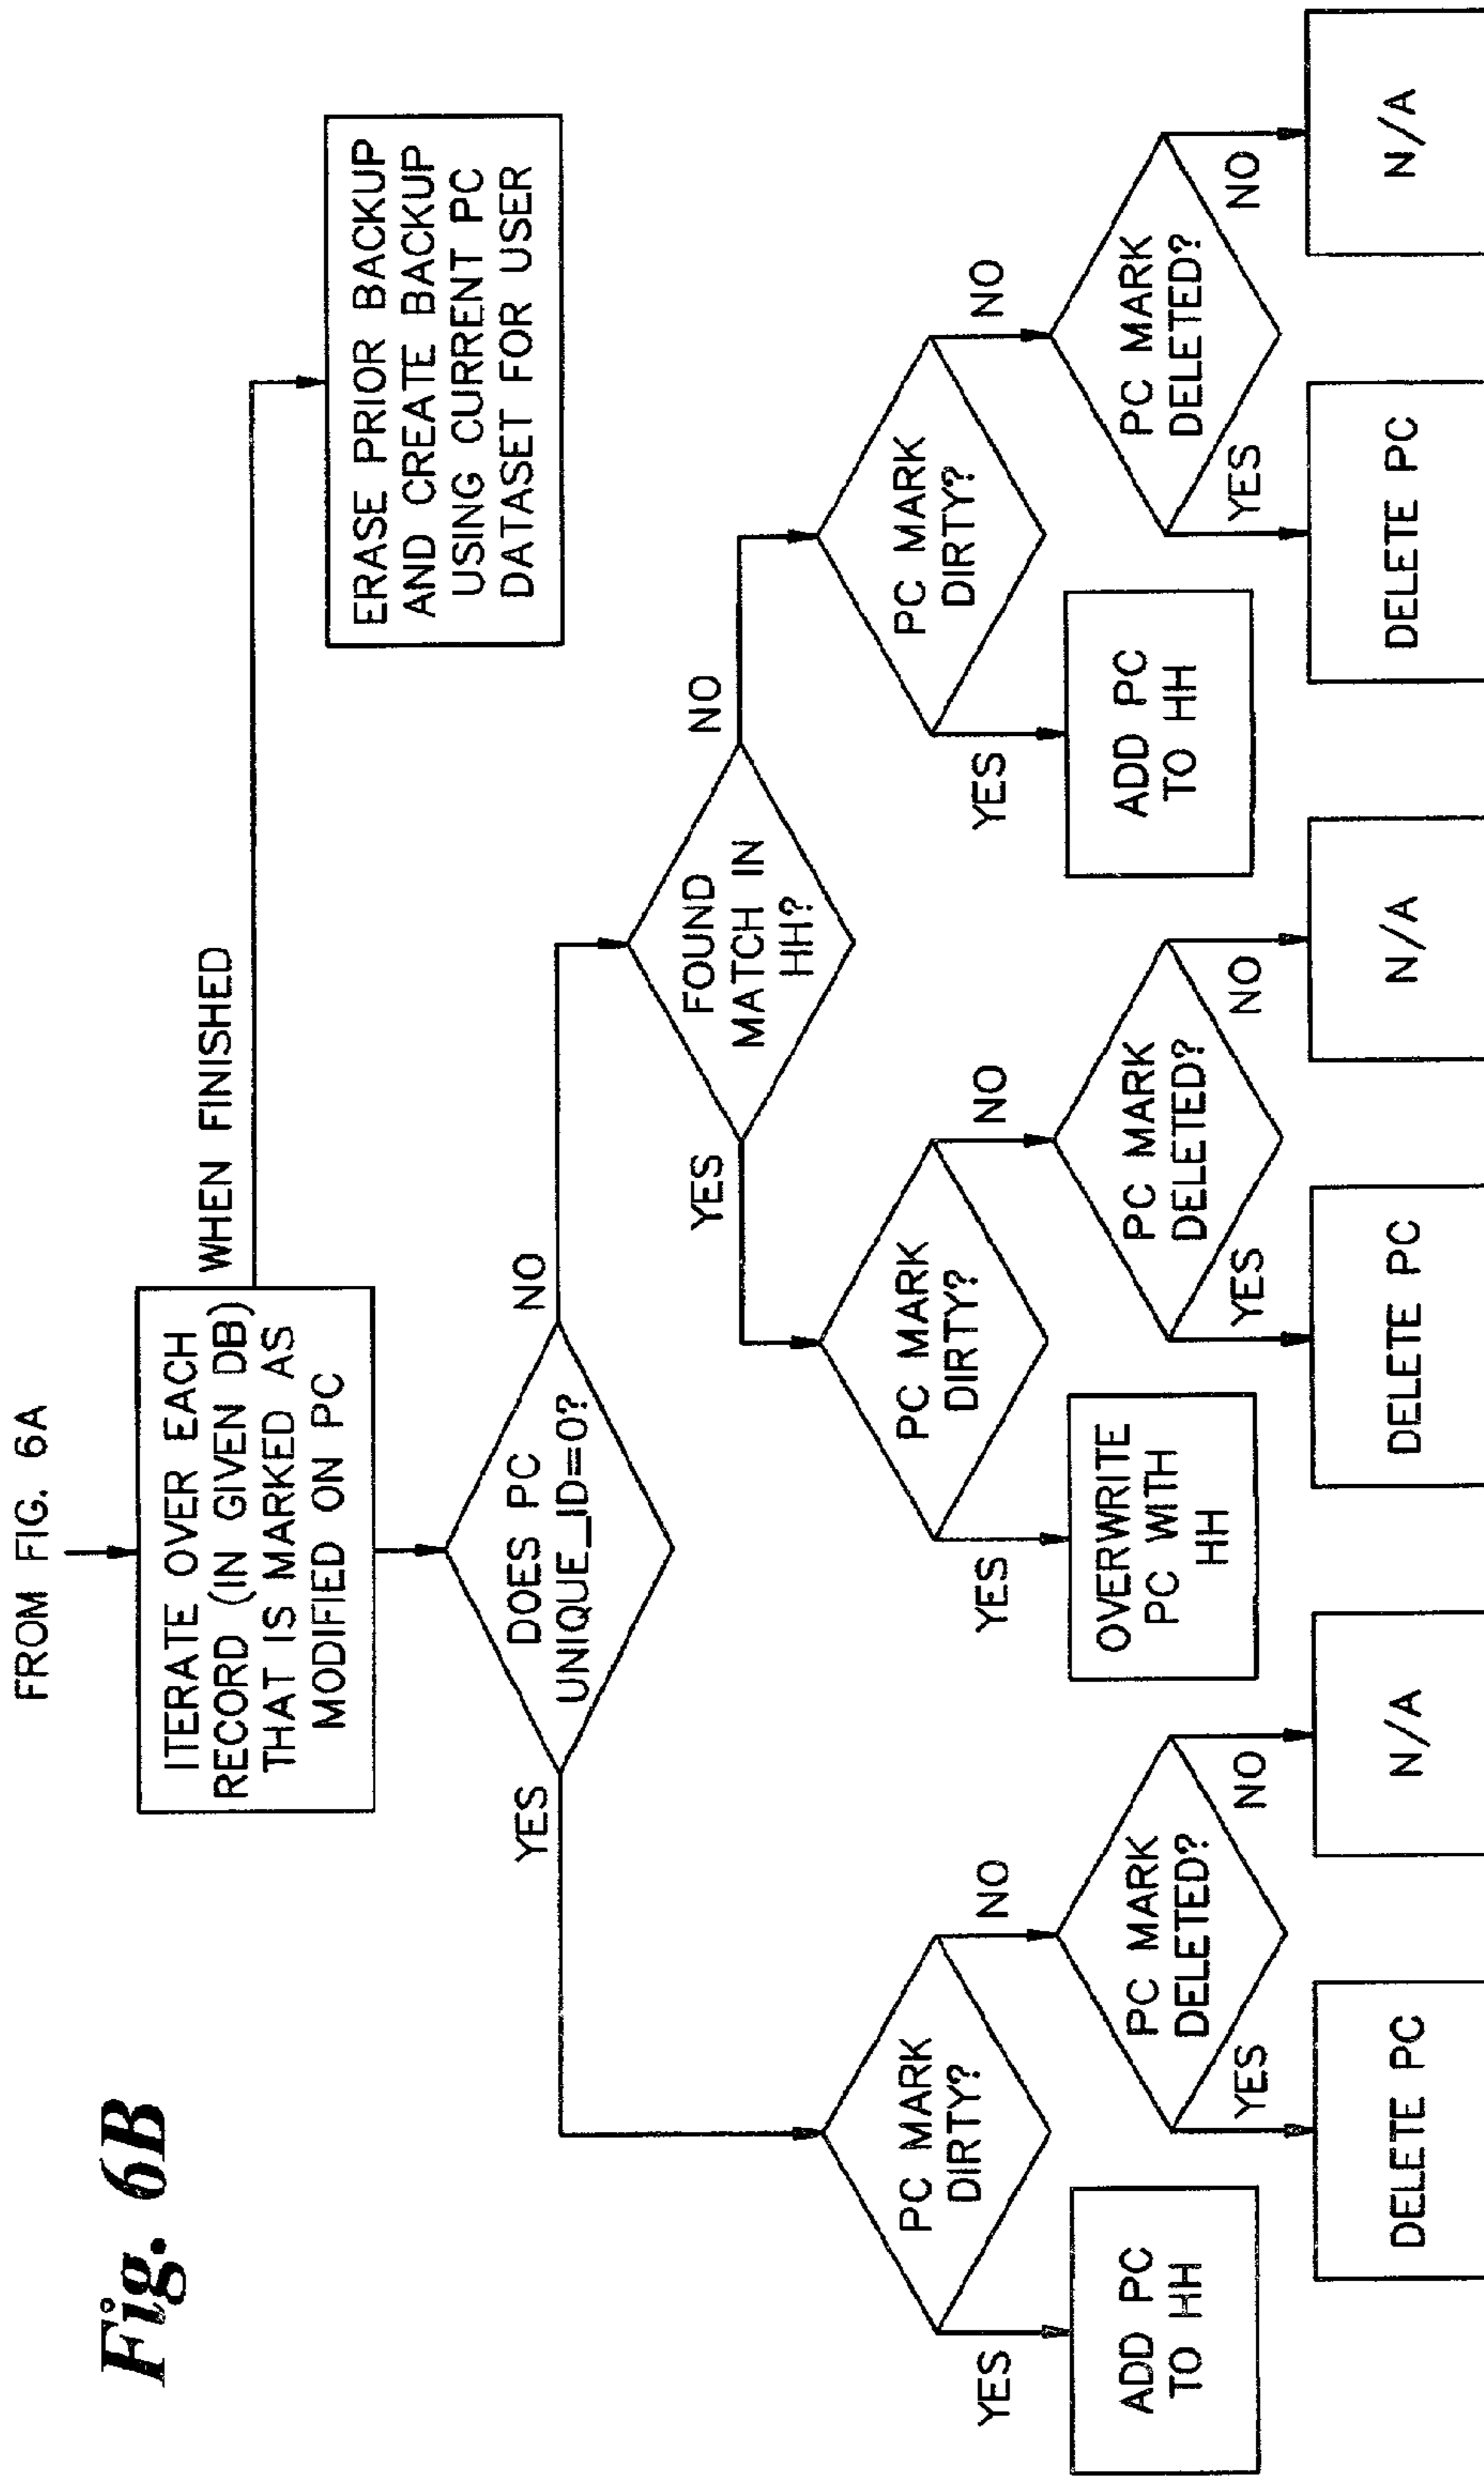 Fig. 6B
FROM FIG. 6A
ITERATE OVER EACH
RECORD (IN GIVEN DB)
THAT IS MARKED AS
MODIFIED ON PC
WHEN FINISHED
ERASE PRIOR BACKUP
AND CREATE BACKUP
USING CURRENT PC
DATASET FOR USER
DOES PC
UNIQUE_ID=0?
YES
NO
FOUND
MATCH IN
HH?
YES
NO
PC MARK
DIRTY?
YES
NO
PC MARK
DIRTY?
YES
NO
PC MARK
DIRTY?
YES
NO
ADD PC
TO HH
PC MARK
DELETED?
YES
NO
OVERWRITE
PC WITH
HH
PC MARK
DELETED?
YES
NO
ADD PC
TO HH
PC MARK
DELETED?
YES
NO
DELETE PC
N/A
DELETE PC
N/A
DELETE PC
N/A